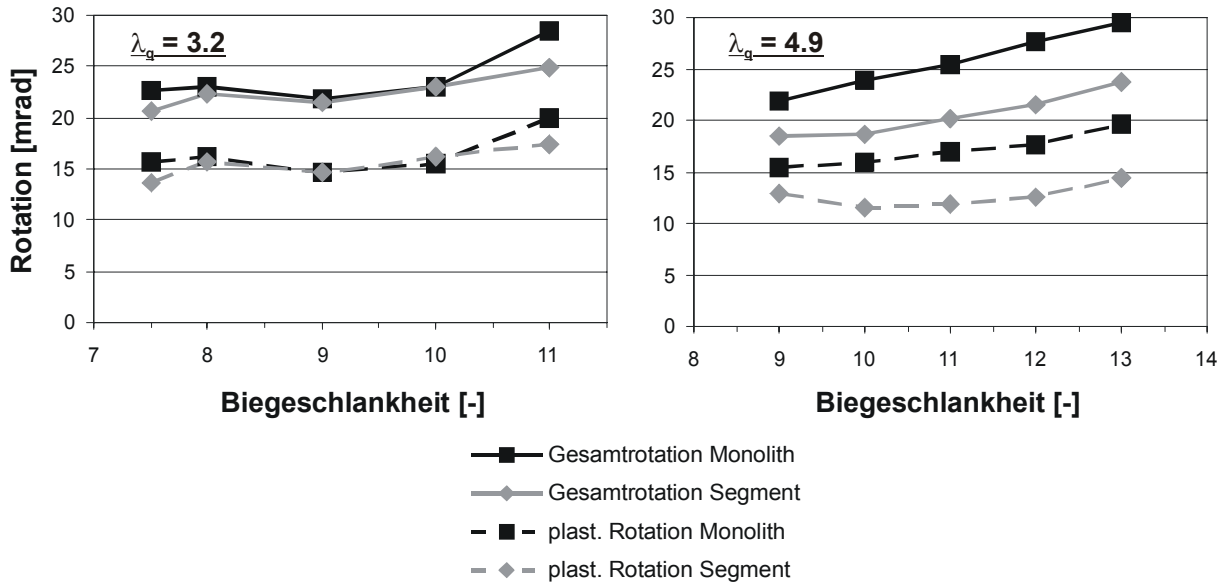 λq = 3.2
Rotation [mrad]
30
25
20
15
10
5
0
7
8
9
10
11
Biegeschlankheit [-]
λq = 4.9
30
25
20
15
10
5
0
8
9
10
11
12
13
14
Biegeschlankheit [-]
Gesamtrotation Monolith
Gesamtrotation Segment
plast. Rotation Monolith
plast. Rotation Segment